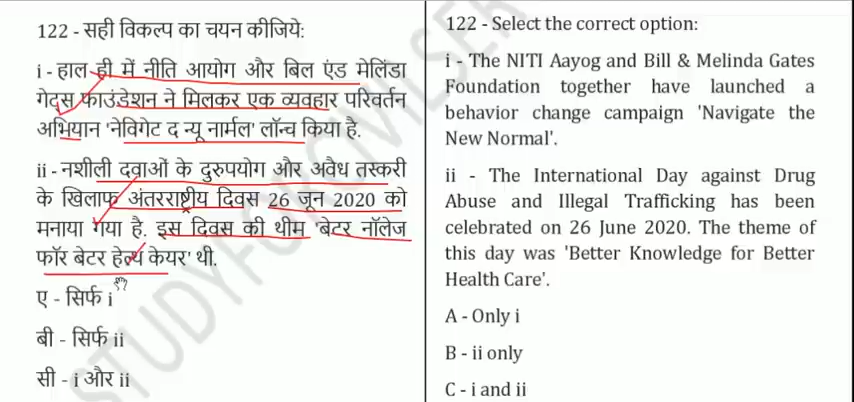 122 - सही विकल्प का चयन कीजिये:
i - हाल ही में नीति आयोग और बिल एंड मेलिंडा
गेट्स फाउंडेशन ने मिलकर एक व्यवहार परिवर्तन
अभियान 'नेविगेट द न्यू नार्मल' लॉन्च किया है.
ii - नशीली दवाओं के दुरुपयोग और अवैध तस्करी
के खिलाफ अंतरराष्ट्रीय दिवस 26 जून 2020 को
मनाया गया है. इस दिवस की थीम 'बेटर नॉलेज
फॉर बेटर हेल्थ केयर' थी.
ए - सिर्फ i
बी - सिर्फ ii
सी - i और ii
122 - Select the correct option:
i - The NITI Aayog and Bill & Melinda Gates
Foundation together have launched a
behavior change campaign 'Navigate the
New Normal'.
ii - The International Day against Drug
Abuse and Illegal Trafficking has been
celebrated on 26 June 2020. The theme of
this day was 'Better Knowledge for Better
Health Care'.
A - Only i
B - ii only
C - i and ii
STUDYFORCIVILSER